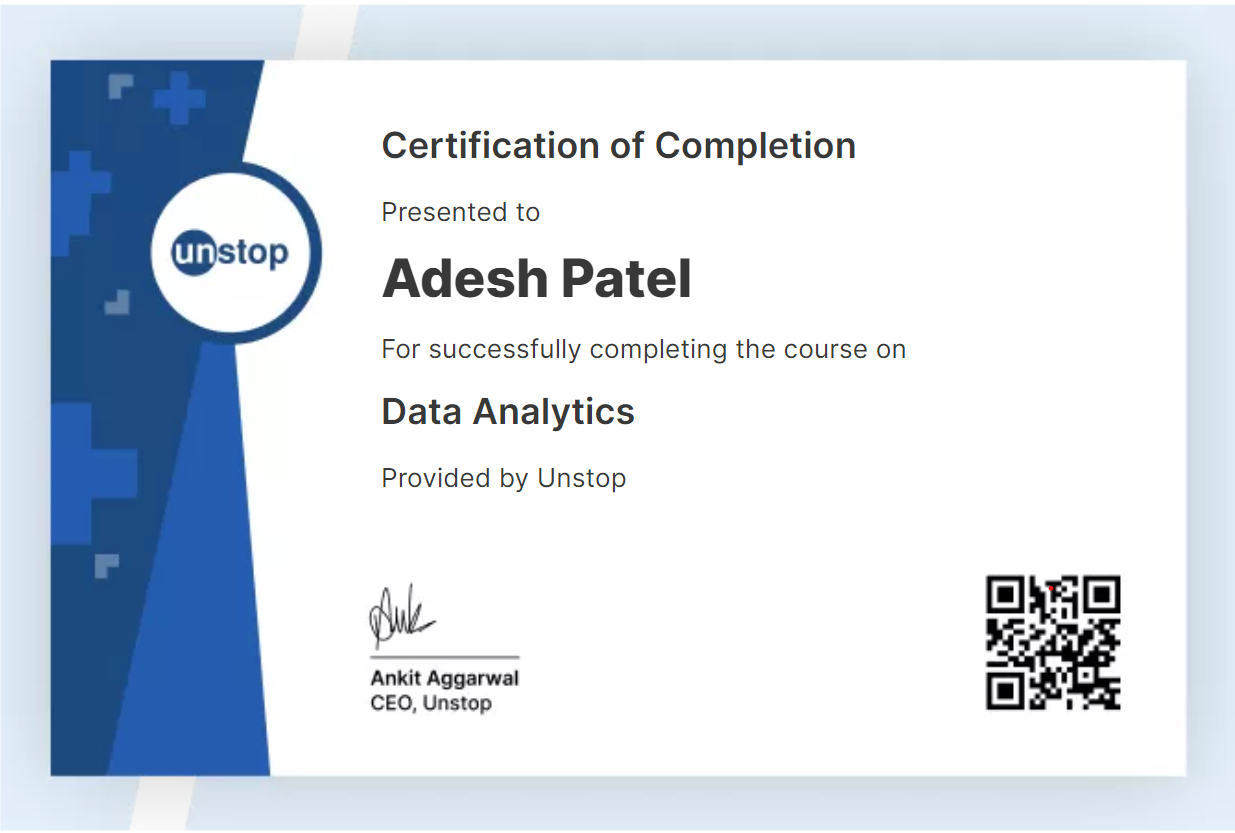 unstop
Certification of Completion
Presented to
Adesh Patel
For successfully completing the course on
Data Analytics
Provided by Unstop
Ankit Aggarwal
CEO, Unstop